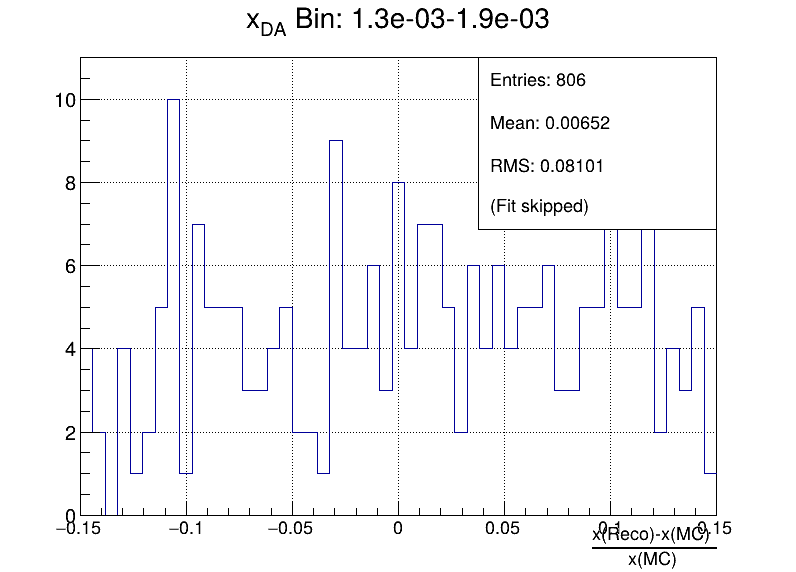 x_DA Bin: 1.3e-03-1.9e-03
Entries: 806
Mean: 0.00652
RMS: 0.08101
(Fit skipped)
10
8
6
4
2
0
−0.15 −0.1 −0.05 0 0.05 0.1 0.15
x(Reco)-x(MC)
x(MC)